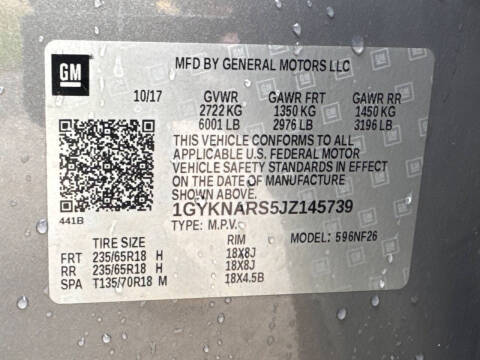 GM
MFD BY GENERAL MOTORS LLC
10/17 GVWR GAWR FRT GAWR RR
2722 KG 1350 KG 1450 KG
6001 LB 2976 LB 3196 LB
THIS VEHICLE CONFORMS TO ALL
APPLICABLE U.S. FEDERAL MOTOR
VEHICLE SAFETY STANDARDS IN EFFECT
ON THE DATE OF MANUFACTURE
SHOWN ABOVE.
441B 1GYKNARS5JZ145739
TYPE: M.P.V. MODEL: 596NF26
TIRE SIZE RIM
FRT 235/65R18 H 18X8J
RR 235/65R18 H 18X8J
SPA T135/70R18 M 18X4.5B